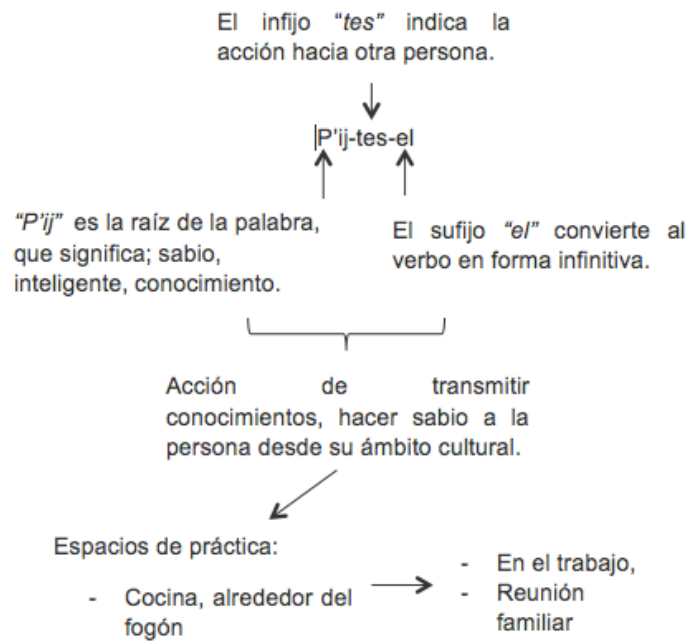 El infijo “tes” indica la
acción hacia otra persona.
P'ij-tes-el
“P'ij” es la raíz de la palabra,
que significa; sabio,
inteligente, conocimiento.
El sufijo “el” convierte al
verbo en forma infinitiva.
Acción de transmitir
conocimientos, hacer sabio a la
persona desde su ámbito cultural.
Espacios de práctica:
- Cocina, alrededor del
fogón
- En el trabajo,
- Reunión
familiar